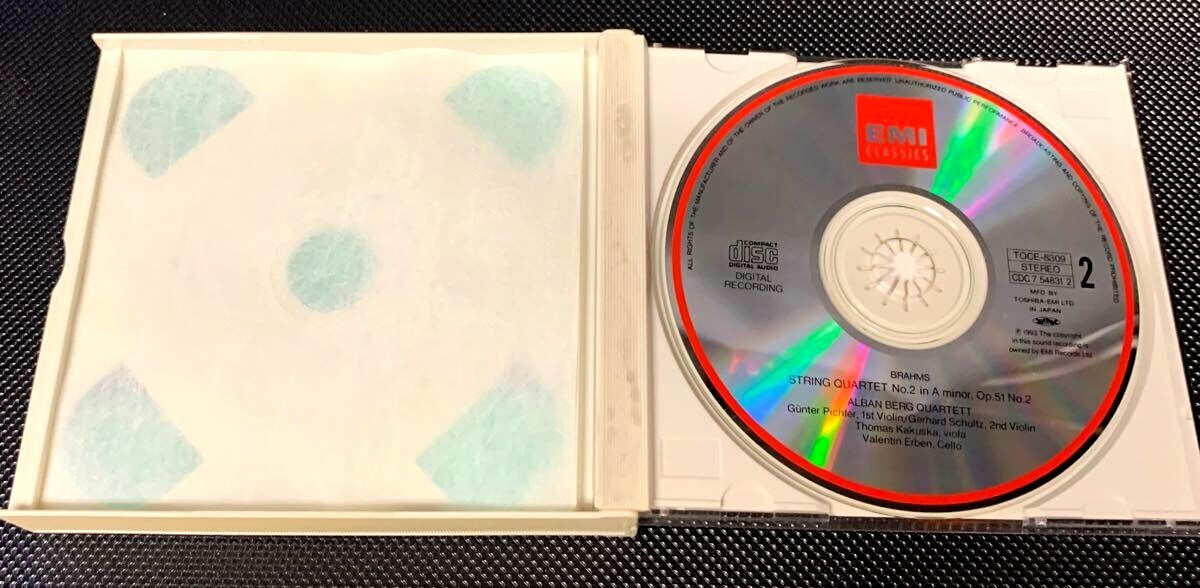 ALL RIGHTS OF THE MANUFACTURER AND OF THE OWNER OF THE RECORDED WORK ARE RESERVED. UNAUTHORIZED PUBLIC PERFORMANCE, BROADCASTING AND COPYING OF THIS RECORD PROHIBITED
EMI
CLASSICS
COMPACT
disc
DIGITAL AUDIO
DIGITAL
RECORDING
TOCE-8309
STEREO
CDC 7 54831 2
2
MFD. BY
TOSHIBA-EMI LTD.
IN JAPAN
℗ 1993 The copyright
in this sound recording is
owned by EMI Records Ltd.
BRAHMS
STRING QUARTET No.2 in A minor, Op.51 No.2
ALBAN BERG QUARTETT
Günter Pichler, 1st Violin/Gerhard Schultz, 2nd Violin
Thomas Kakuska, viola
Valentin Erben, Cello